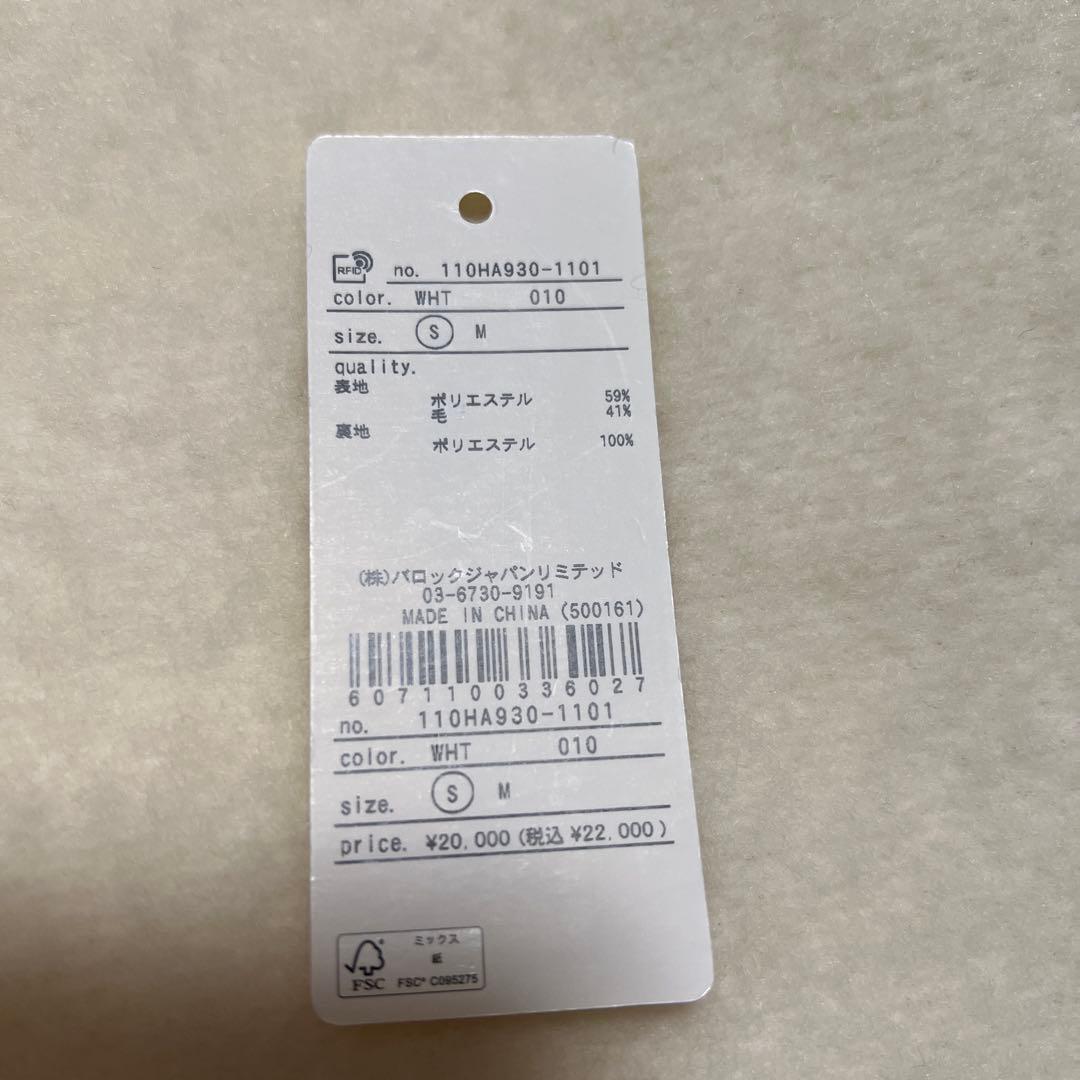 RFID no. 110HA930-1101
color. WHT 010
size. S M
quality.
表地
ポリエステル 59%
毛 41%
裏地
ポリエステル 100%
(株)バロックジャパンリミテッド
03-6730-9191
MADE IN CHINA (500161)
6071100336027
no. 110HA930-1101
color. WHT 010
size. S M
price. ¥20,000 (税込 ¥22,000)
ミックス
紙
FSC FSC® C095275